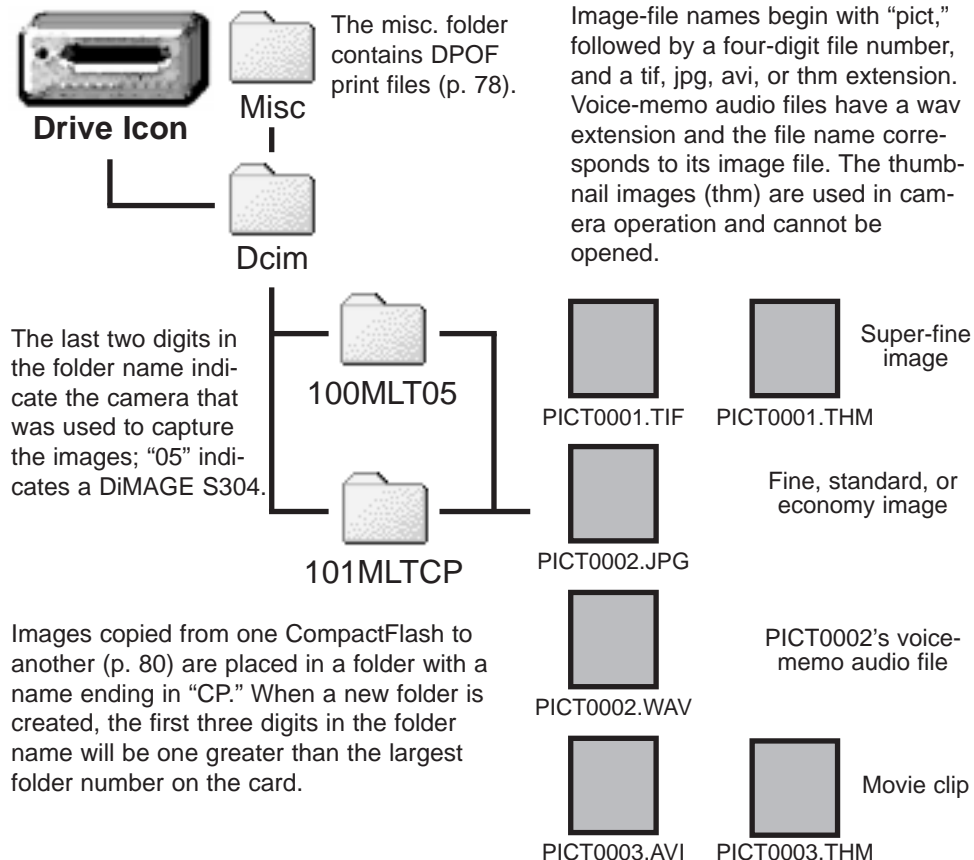 The misc. folder
contains DPOF
print files (p. 78).
Drive Icon
Misc
Dcim
Image-file names begin with “pict,”
followed by a four-digit file number,
and a tif, jpg, avi, or thm extension.
Voice-memo audio files have a wav
extension and the file name corre-
sponds to its image file. The thumb-
nail images (thm) are used in cam-
era operation and cannot be
opened.
The last two digits in
the folder name indi-
cate the camera that
was used to capture
the images; “05” indi-
cates a DiMAGE S304.
100MLT05
101MLTCP
Images copied from one CompactFlash to
another (p. 80) are placed in a folder with a
name ending in “CP.” When a new folder is
created, the first three digits in the folder
name will be one greater than the largest
folder number on the card.
PICT0001.TIF
PICT0001.THM
Super-fine
image
PICT0002.JPG
Fine, standard, or
economy image
PICT0002.WAV
PICT0002's voice-
memo audio file
PICT0003.AVI
PICT0003.THM
Movie clip